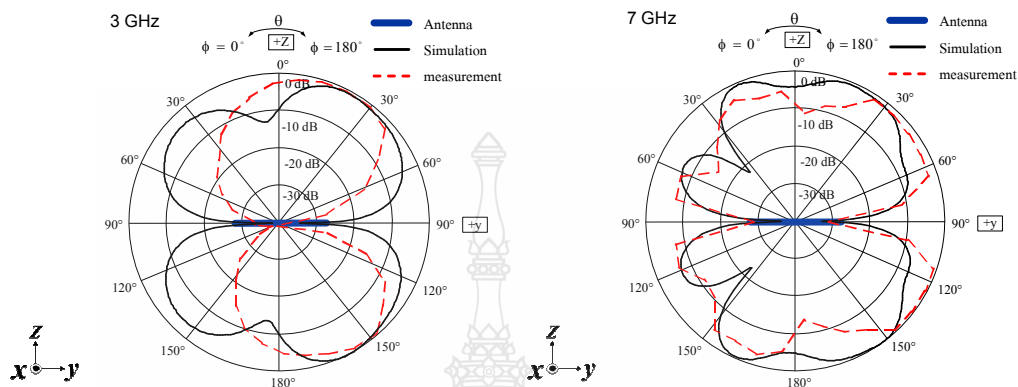 3 GHz
θ
ϕ = 0° +Z ϕ = 180°
Antenna
Simulation
measurement
0°
0 dB
-10 dB
-20 dB
-30 dB
30° 30°
60° 60°
90° 90° +y
120° 120°
150° 150°
180°
z
x y
7 GHz
θ
ϕ = 0° +Z ϕ = 180°
Antenna
Simulation
measurement
0°
0 dB
-10 dB
-20 dB
-30 dB
30° 30°
60° 60°
90° 90° +y
120° 120°
150° 150°
180°
z
x y